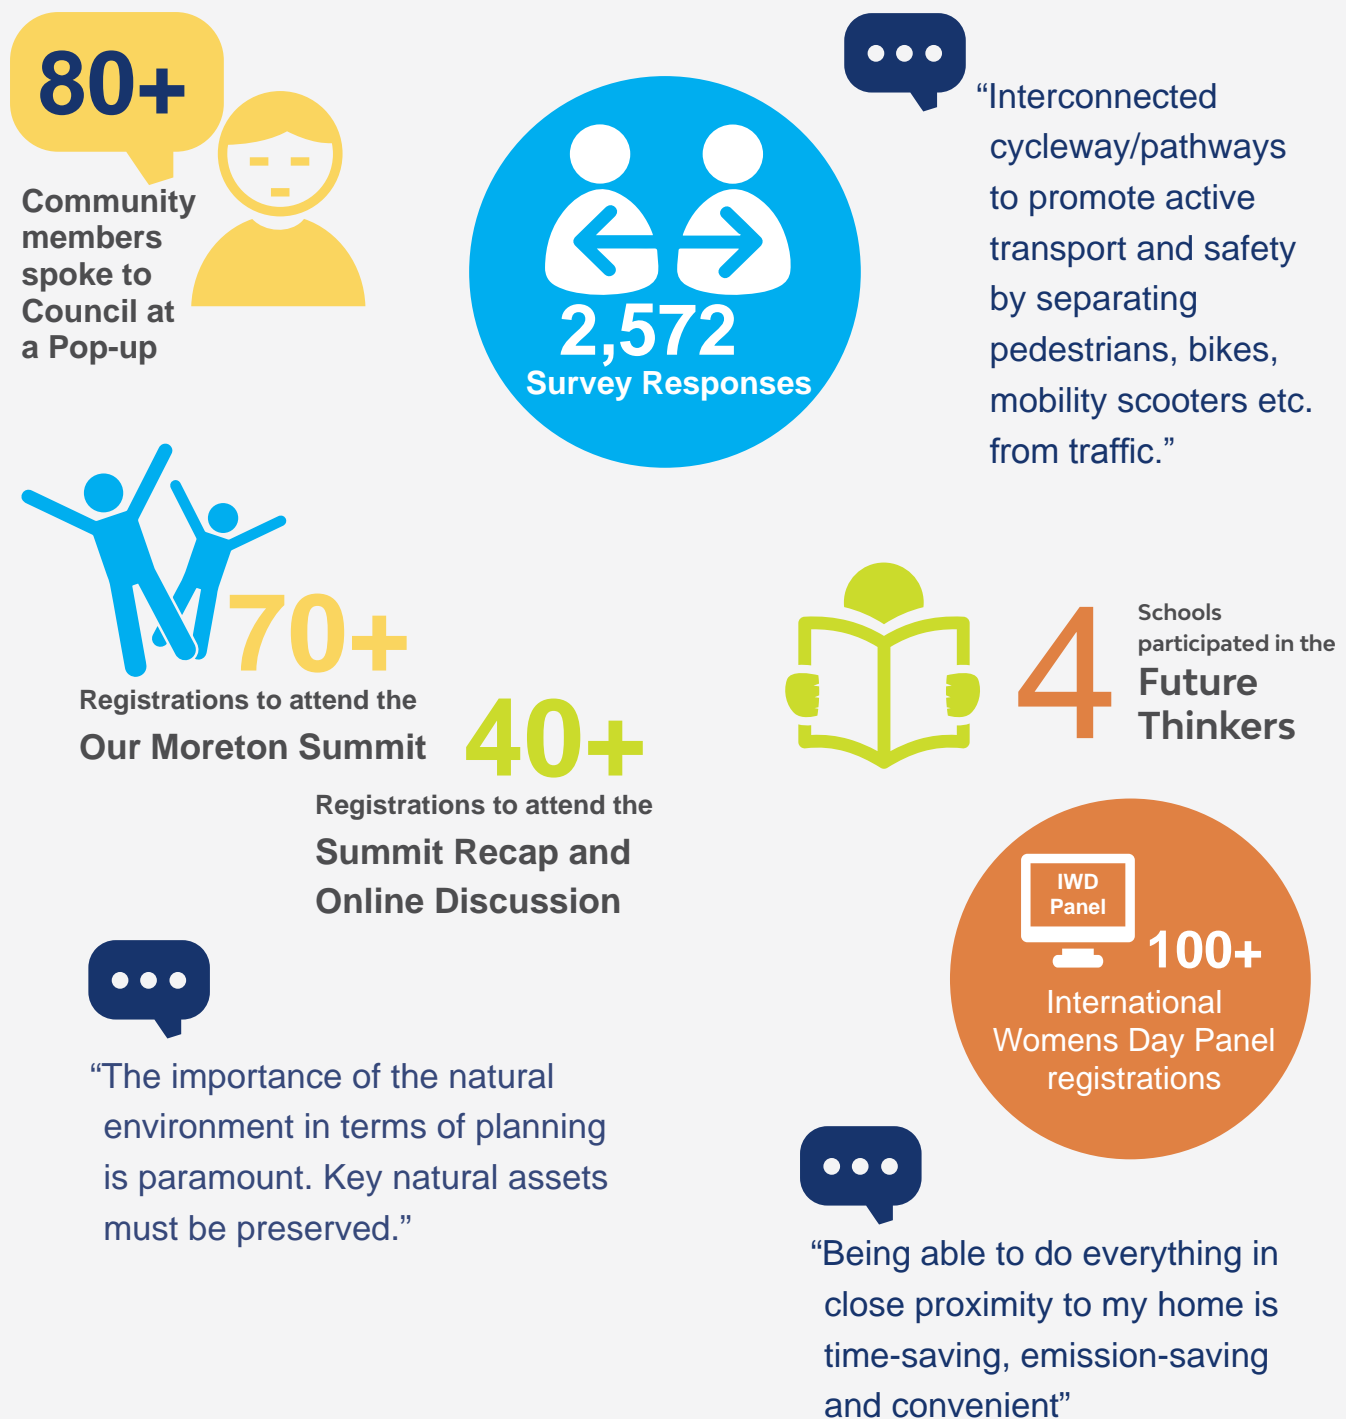 80+
Community
members
spoke to
Council at
a Pop-up
2,572
Survey Responses
“Interconnected
cycleway/pathways
to promote active
transport and safety
by separating
pedestrians, bikes,
mobility scooters etc.
from traffic.”
70+
Registrations to attend the
Our Moreton Summit
40+
Registrations to attend the
Summit Recap and
Online Discussion
4
Schools
participated in the
Future
Thinkers
IWD
Panel
100+
International
Womens Day Panel
registrations
“The importance of the natural
environment in terms of planning
is paramount. Key natural assets
must be preserved.”
“Being able to do everything in
close proximity to my home is
time-saving, emission-saving
and convenient”